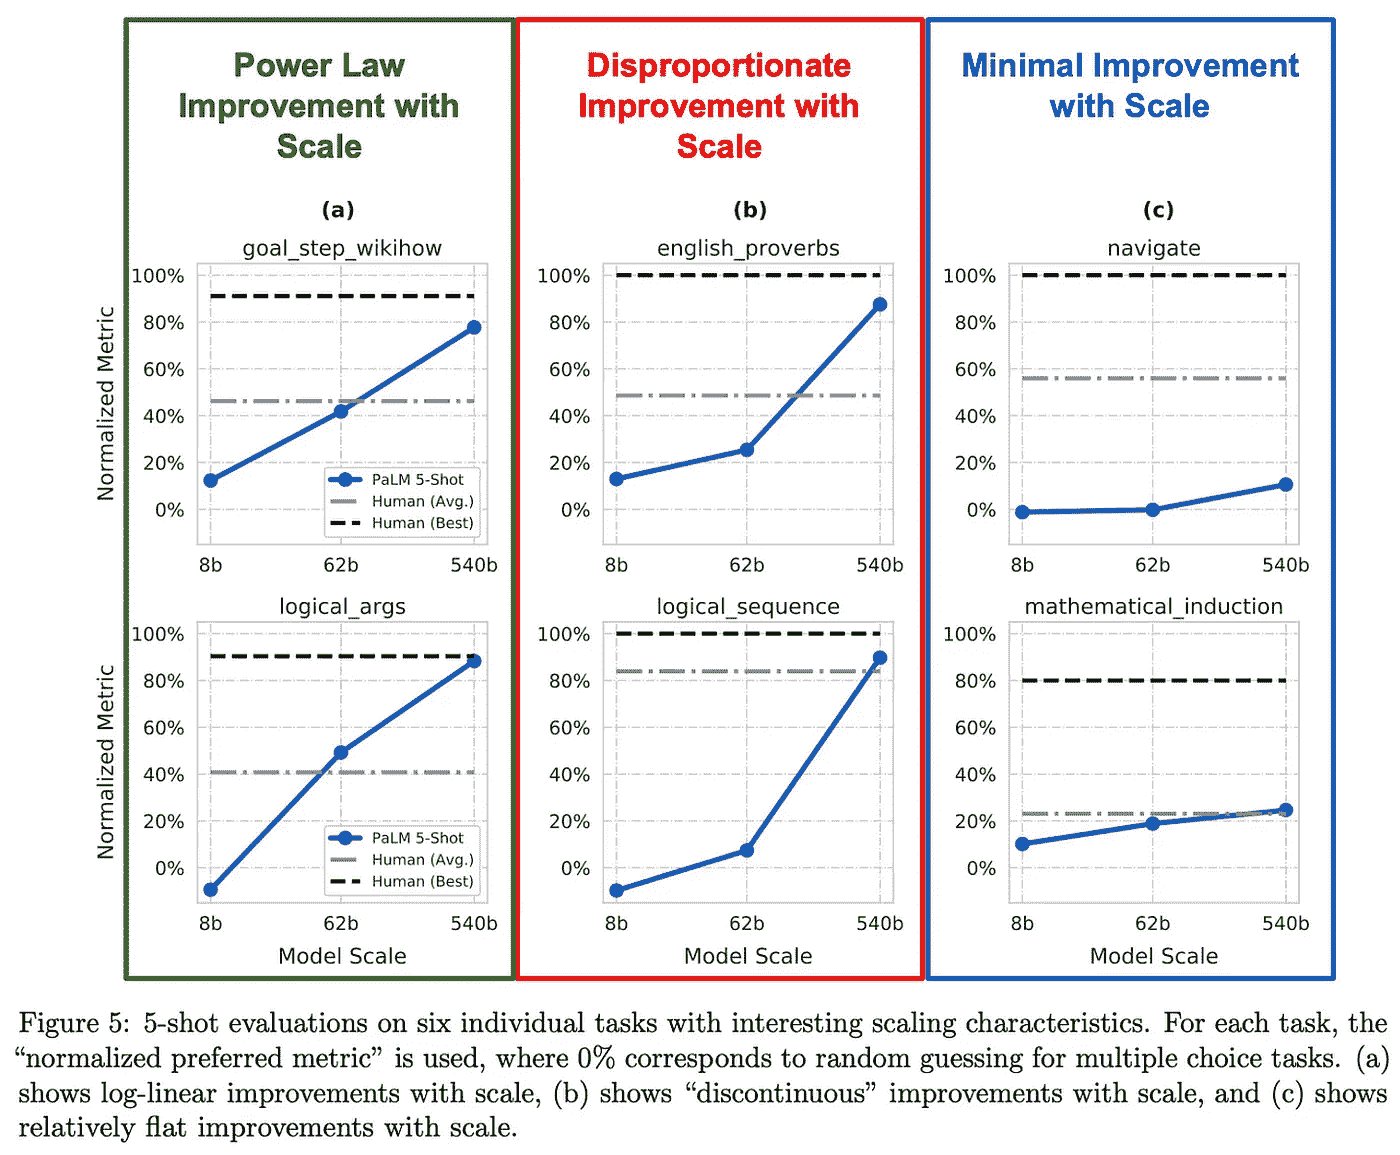 Power Law
Improvement with
Scale
Disproportionate
Improvement with
Scale
Minimal Improvement
with Scale
(a)
(b)
(c)
goal_step_wikihow
100%
80%
60%
40%
20%
0%
Normalized Metric
PaLM 5-Shot
Human (Avg.)
Human (Best)
8b
62b
540b
english_proverbs
100%
80%
60%
40%
20%
0%
8b
62b
540b
navigate
100%
80%
60%
40%
20%
0%
8b
62b
540b
logical_args
100%
80%
60%
40%
20%
0%
Normalized Metric
PaLM 5-Shot
Human (Avg.)
Human (Best)
8b
62b
540b
Model Scale
logical_sequence
100%
80%
60%
40%
20%
0%
8b
62b
540b
Model Scale
mathematical_induction
100%
80%
60%
40%
20%
0%
8b
62b
540b
Model Scale
Figure 5: 5-shot evaluations on six individual tasks with interesting scaling characteristics. For each task, the
“normalized preferred metric” is used, where 0% corresponds to random guessing for multiple choice tasks. (a)
shows log-linear improvements with scale, (b) shows “discontinuous” improvements with scale, and (c) shows
relatively flat improvements with scale.